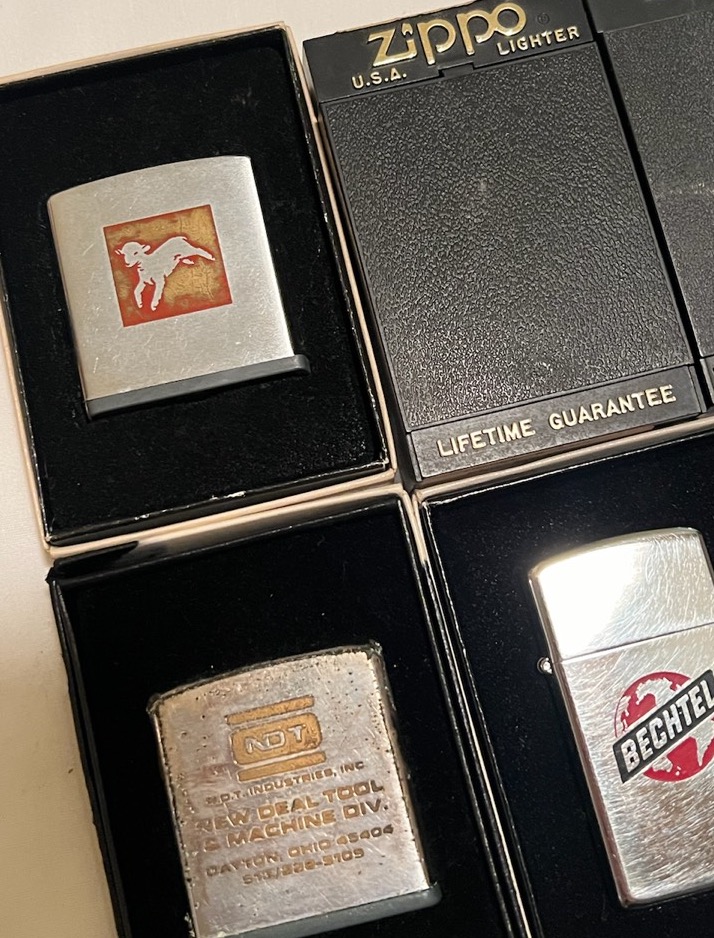 zippo
U.S.A. LIGHTER
LIFETIME GUARANTEE
NDT
N.D.T. INDUSTRIES, INC
NEW DEAL TOOL
& MACHINE DIV.
DAYTON, OHIO 45404
BECHTEL